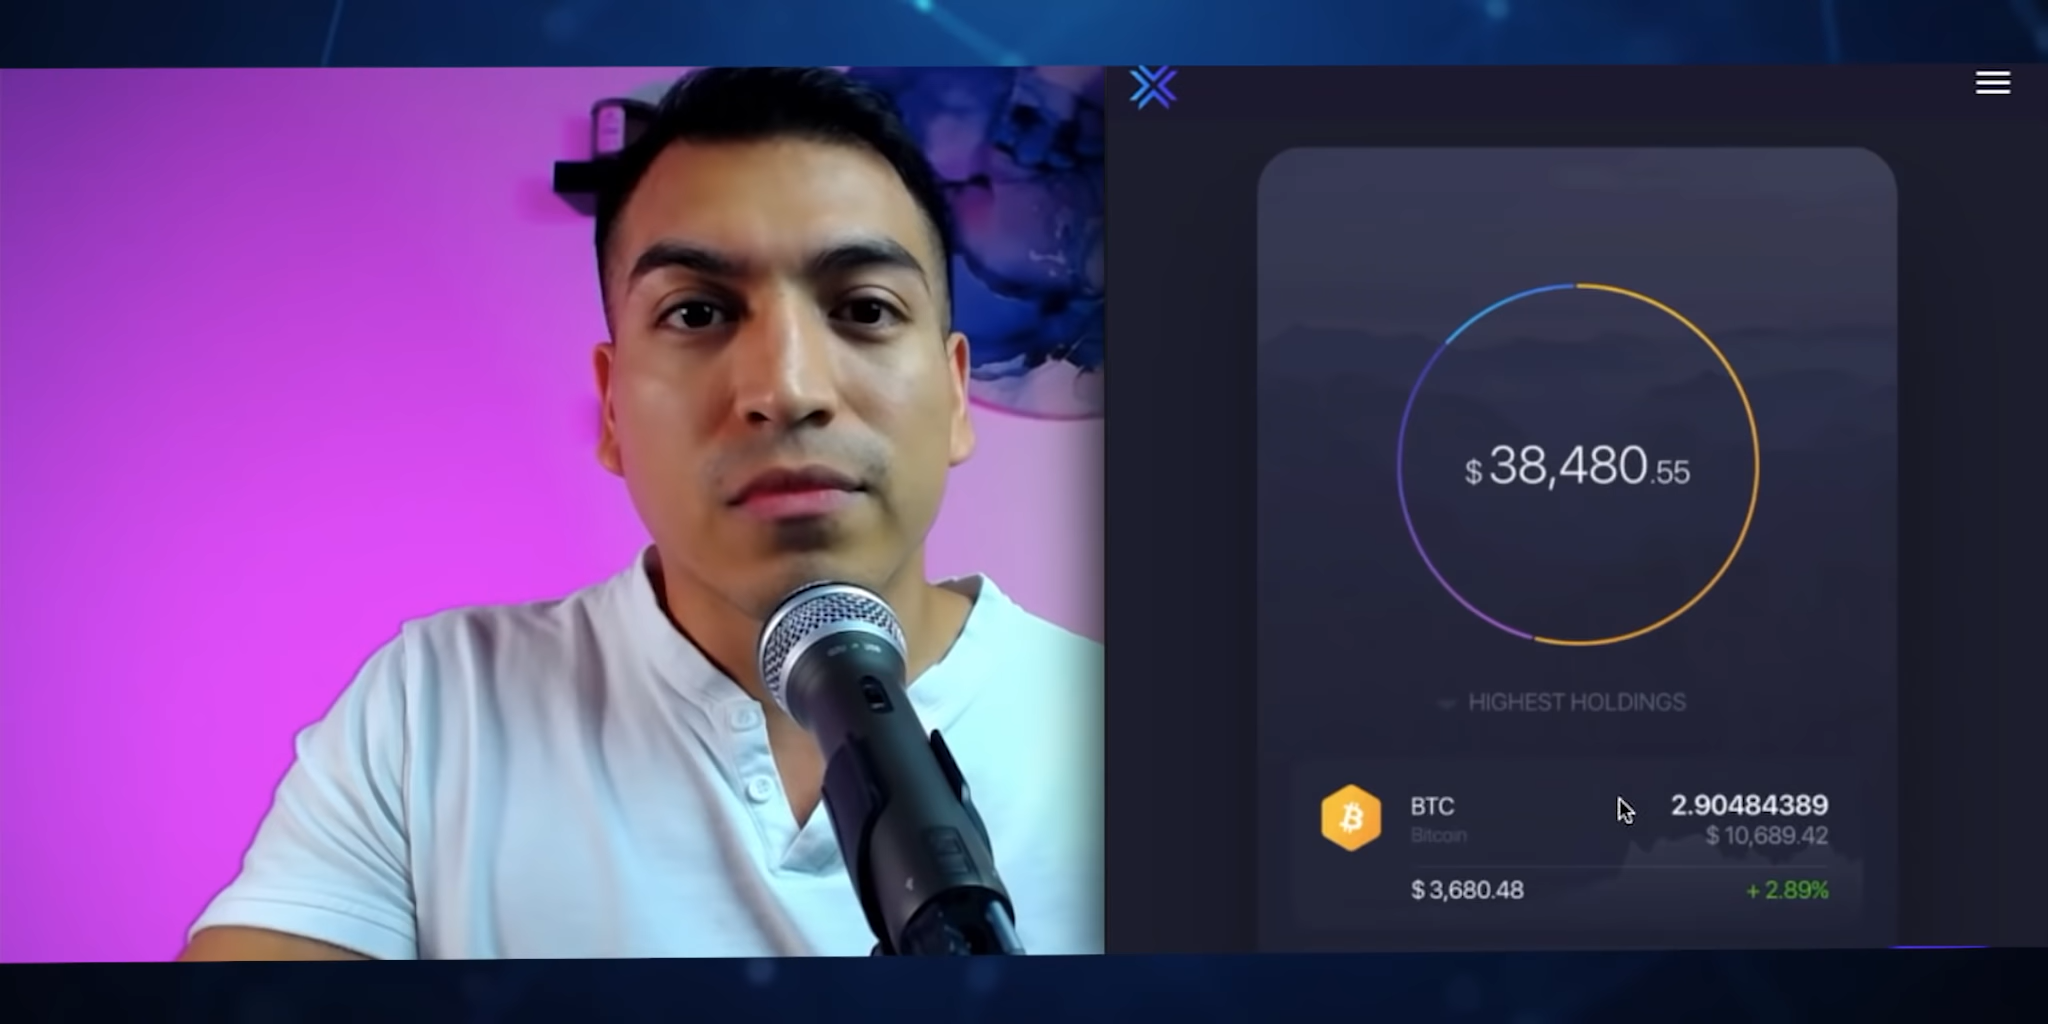 $ 38,480.55
HIGHEST HOLDINGS
BTC
2.90484389
Bitcoin
$ 10,689.42
$ 3,680.48
+ 2.89%